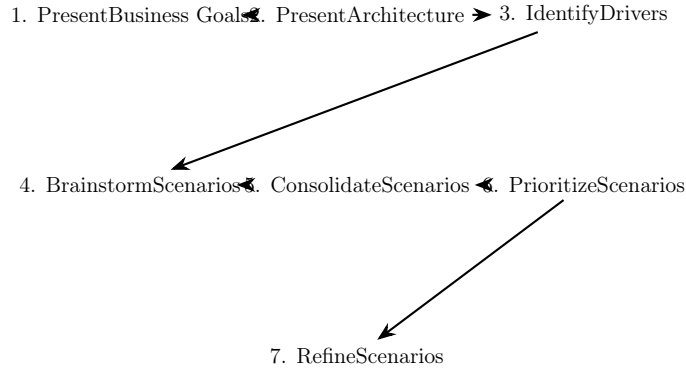 1. PresentBusiness Goals
2. PresentArchitecture
3. IdentifyDrivers
4. BrainstormScenarios
5. ConsolidateScenarios
6. PrioritizeScenarios
7. RefineScenarios